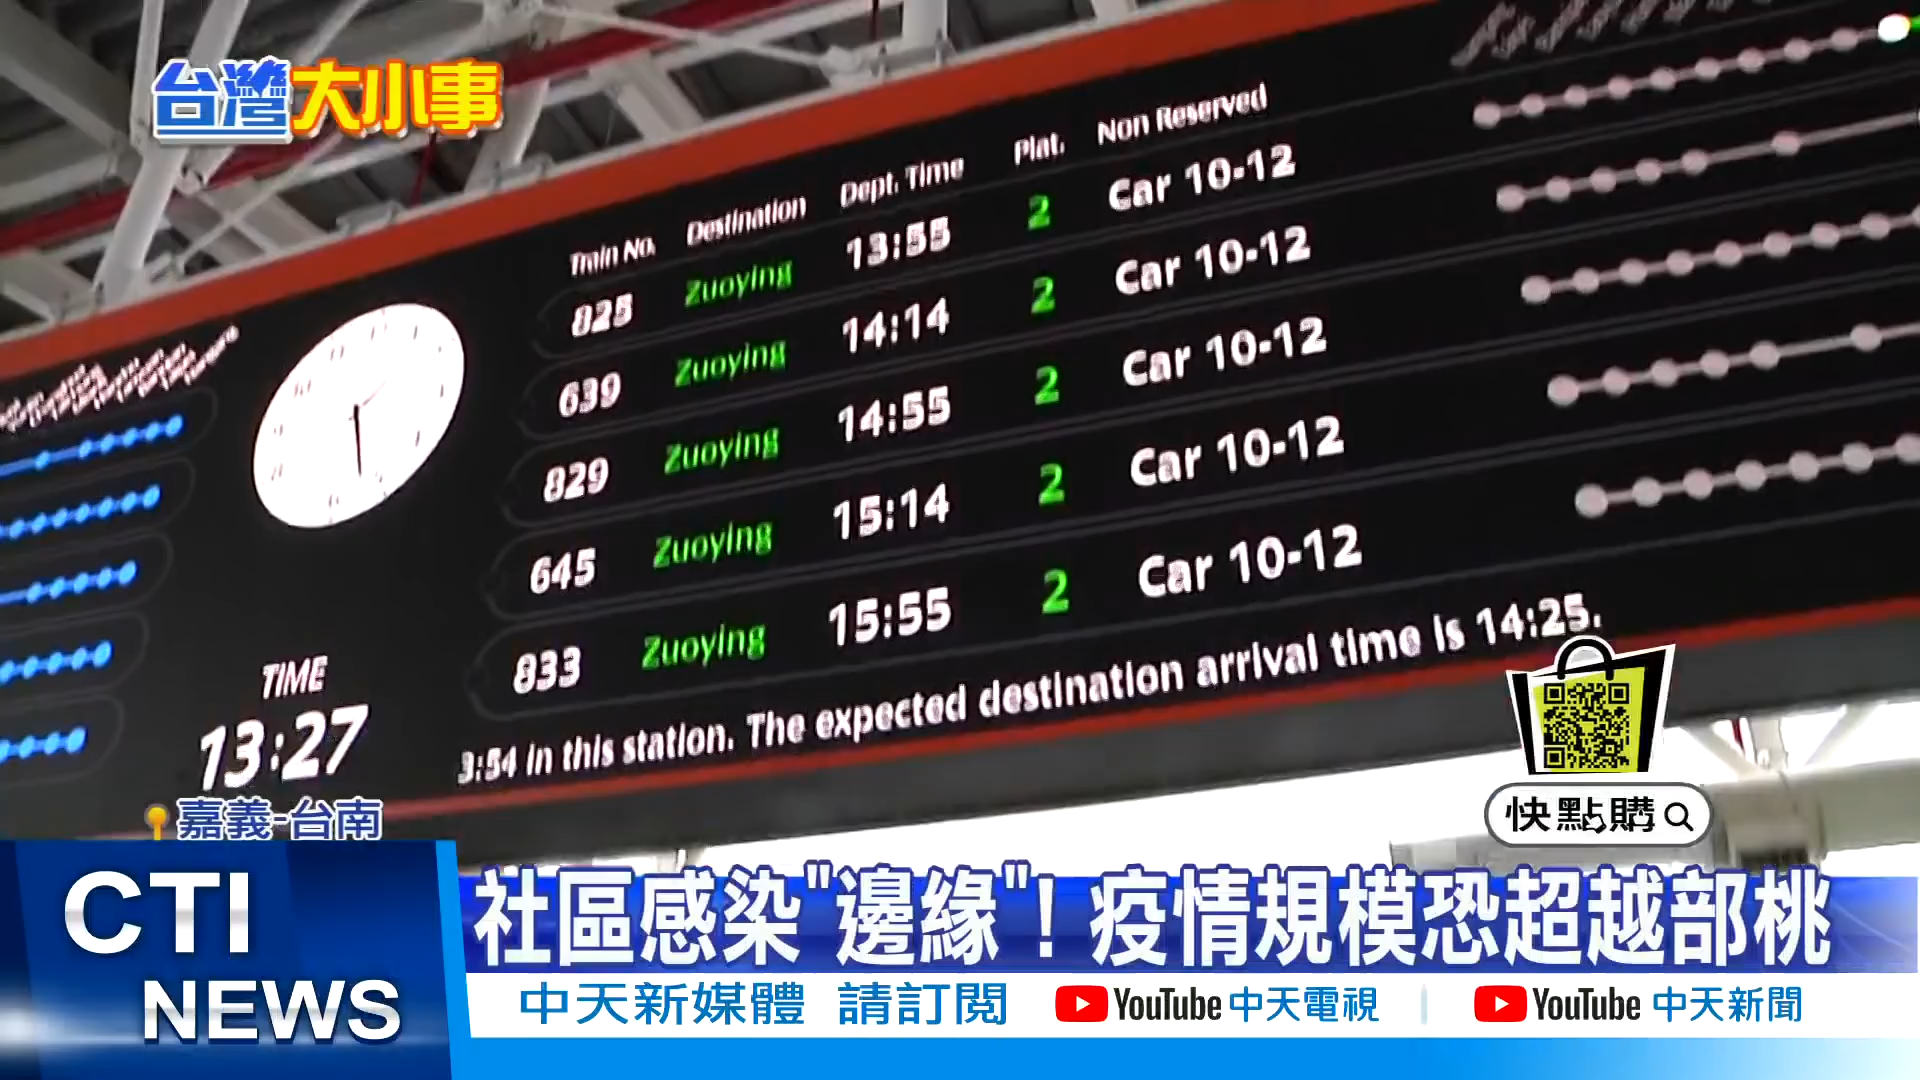 台灣大小事
Train No. Destination Dept. Time Plat. Non Reserved
825 Zuoying 13:55 2 Car 10-12
639 Zuoying 14:14 2 Car 10-12
829 Zuoying 14:55 2 Car 10-12
645 Zuoying 15:14 2 Car 10-12
833 Zuoying 15:55 2 Car 10-12
3:54 in this station. The expected destination arrival time is 14:25.
TIME
13:27
快點購
嘉義-台南
CTI
NEWS
社區感染"邊緣"!疫情規模恐超越部桃
中天新媒體 請訂閱 YouTube 中天電視 YouTube 中天新聞